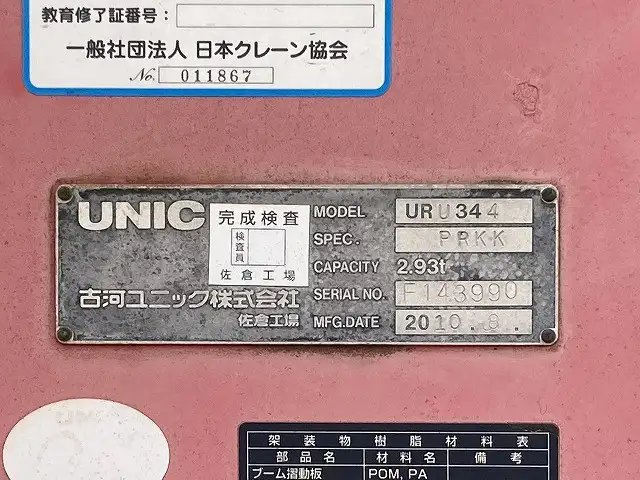 教育修了証番号：
一般社団法人 日本クレーン協会
No. 011867
UNIC
完成検査
検査員
佐倉工場
古河ユニック株式会社
佐倉工場
MODEL URU344
SPEC. PRKK
CAPACITY 2.93t
SERIAL NO. F143990
MFG.DATE 2010.8.
架装物樹脂材料表
部品名 材料名 備考
ブーム摺動板 POM, PA